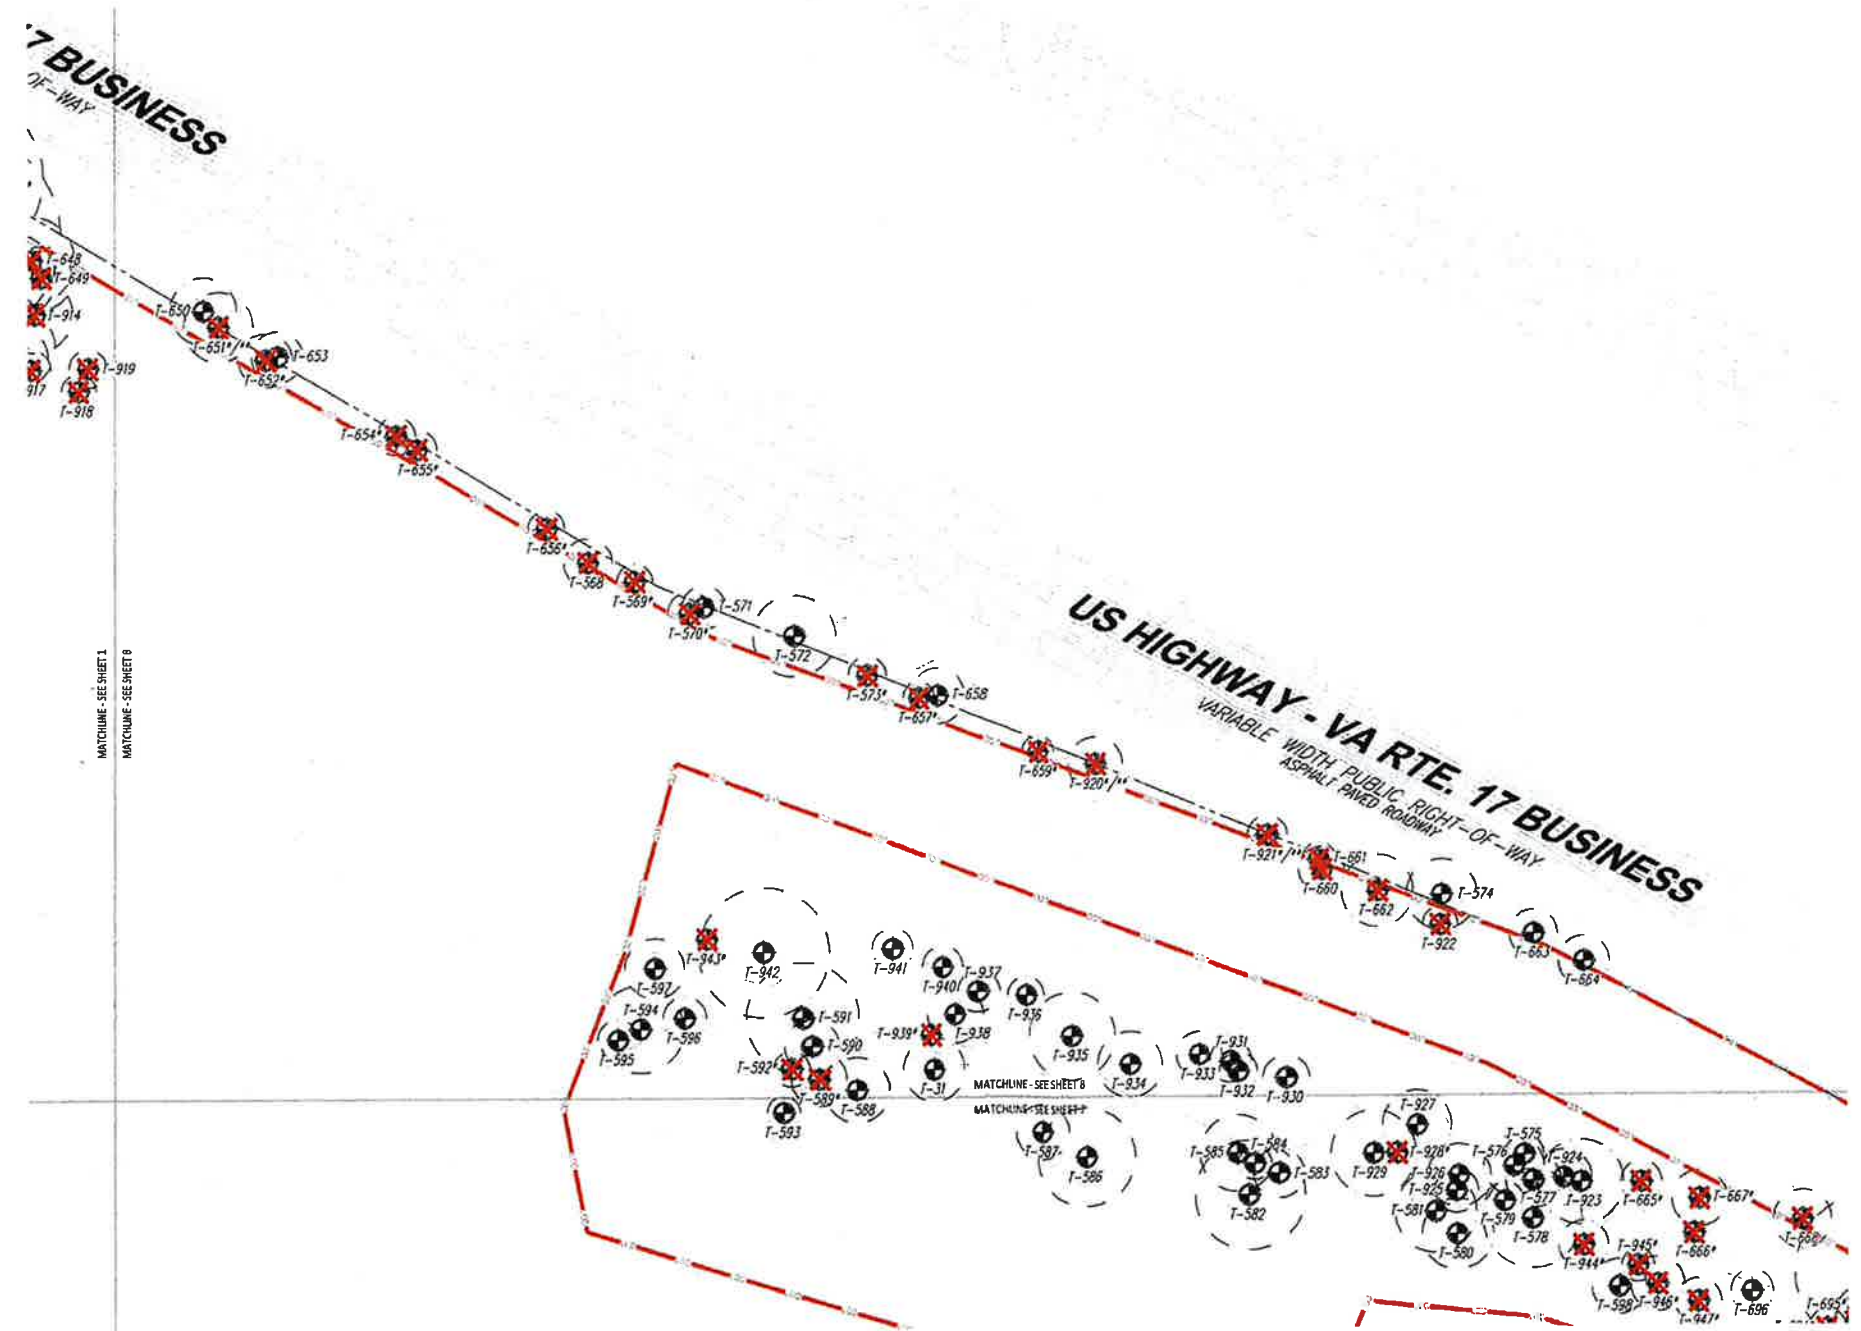 7 BUSINESS
OF-WAY
T-648
T-649
T-914
917
T-919
T-918
T-650
T-651*/**
T-653
T-652*
T-654*
T-655*
T-656*
T-568
T-569*
T-570*
T-571
T-572
T-573*
T-657*
T-658
T-659*
T-920*/**
US HIGHWAY - VA RTE. 17 BUSINESS
VARIABLE WIDTH PUBLIC RIGHT-OF-WAY
ASPHALT PAVED ROADWAY
T-921*/**
T-661
T-660
T-662
T-574
T-922
T-663
T-664
MATCHLINE - SEE SHEET 1
MATCHLINE - SEE SHEET 8
T-943*
T-942
T-941
T-940
T-937
T-936
T-597
T-594
T-596
T-595
T-591
T-590
T-939*
T-938
T-935
T-934
T-933
T-931
T-932
T-930
T-592*
T-589*
T-588
T-31
T-593
MATCHLINE - SEE SHEET 8
MATCHLINE - SEE SHEET
T-587
T-586
T-585
T-584
T-583
T-582
T-927
T-929
T-928*
T-926
T-925
T-581
T-580
T-576
T-575
T-924
T-577
T-923
T-579
T-578
T-665*
T-667*
T-666*
T-668
T-944*
T-945*
T-598
T-946*
T-947*
T-696
T-695*